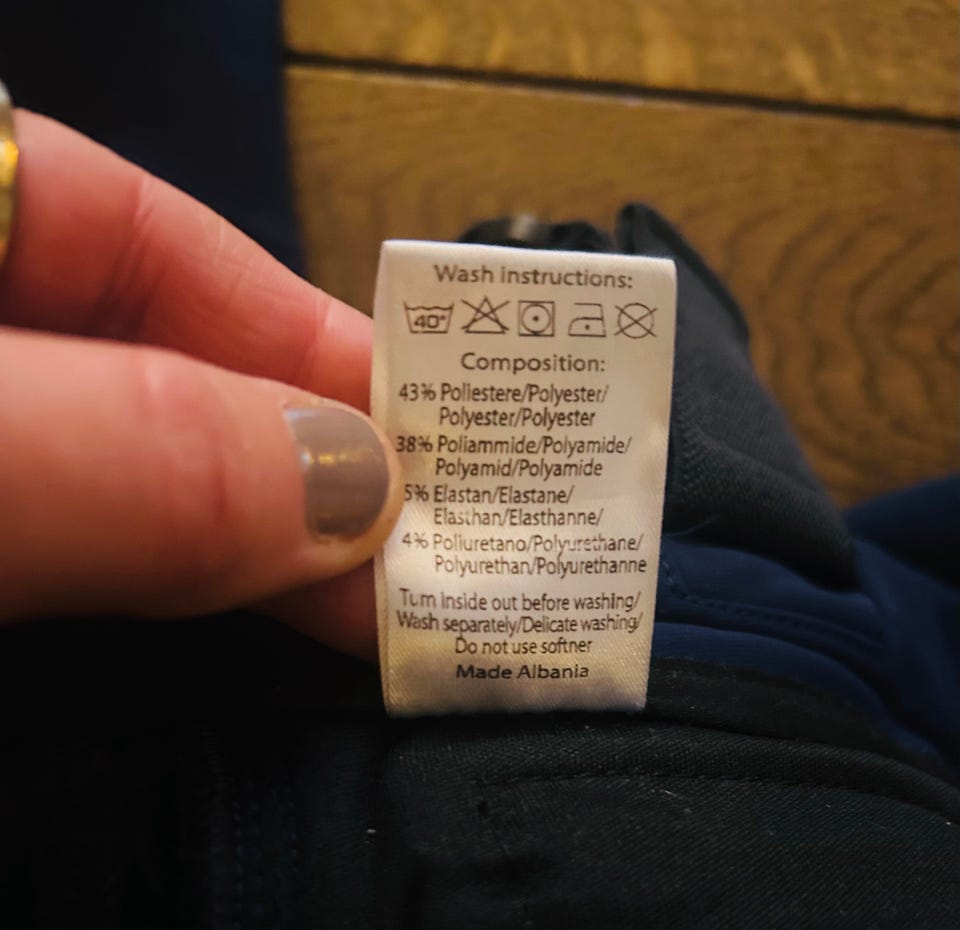 Wash instructions:
40°
Composition:
43% Poliestere/Polyester/
Polyester/Polyester
38% Poliammide/Polyamide/
Polyamid/Polyamide
5% Elastan/Elastane/
Elasthan/Elasthanne/
4% Poliuretano/Polyurethane/
Polyurethan/Polyurethanne
Turn inside out before washing/
Wash separately/Delicate washing/
Do not use softner
Made Albania